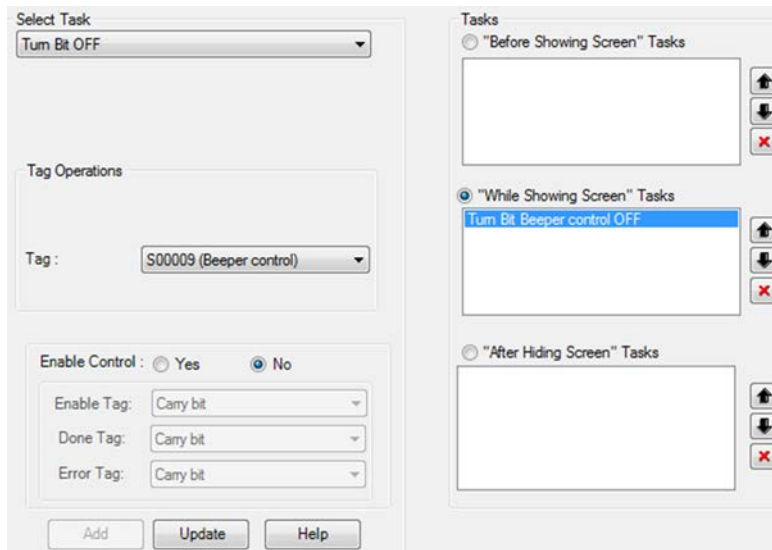 Select Task
Turn Bit OFF
Tag Operations
Tag :
S00009 (Beeper control)
Enable Control :
Yes
No
Enable Tag:
Carry bit
Done Tag:
Carry bit
Error Tag:
Carry bit
Add
Update
Help
Tasks
"Before Showing Screen" Tasks
"While Showing Screen" Tasks
Turn Bit Beeper control OFF
"After Hiding Screen" Tasks